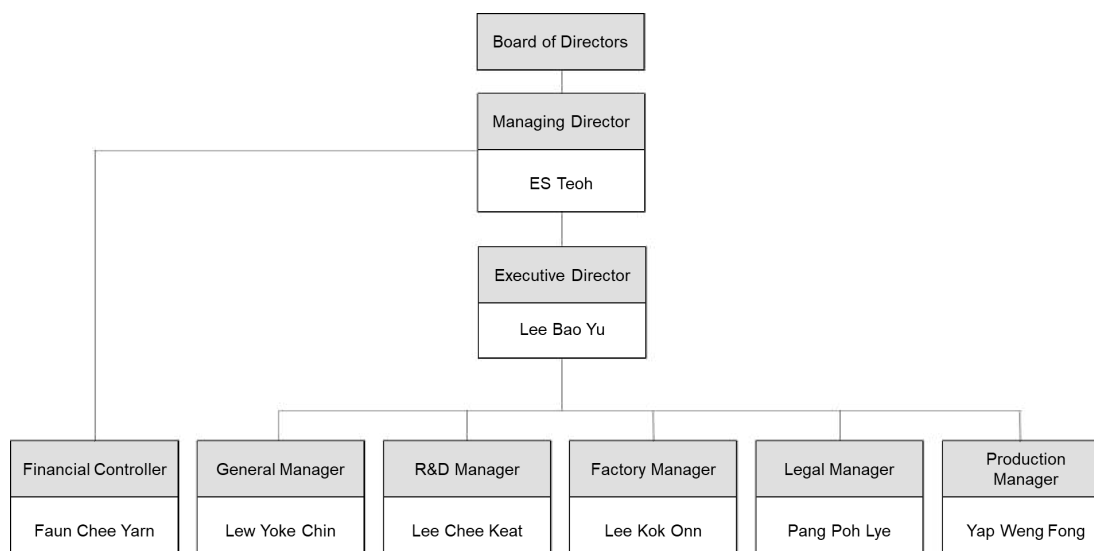 Board of Directors
Managing Director
ES Teoh
Executive Director
Lee Bao Yu
Financial Controller
Faun Chee Yarn
General Manager
Lew Yoke Chin
R&D Manager
Lee Chee Keat
Factory Manager
Lee Kok Onn
Legal Manager
Pang Poh Lye
Production
Manager
Yap Weng Fong